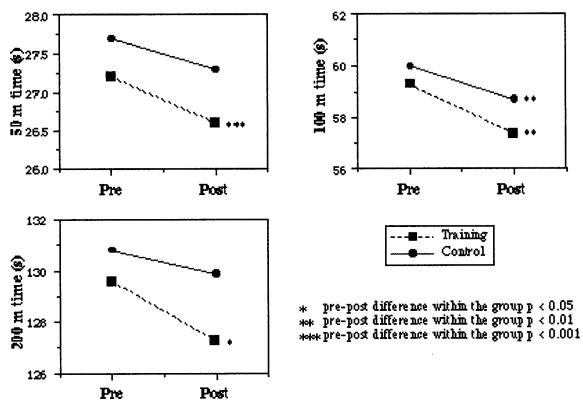 28.0
27.5
27.0
26.5
26.0
50 m time (s)
***
Pre Post
62
60
58
56
100 m time (s)
**
**
Pre Post
132
130
128
126
200 m time (s)
*
Pre Post
Training
Control
* pre-post difference within the group p < 0.05
** pre-post difference within the group p < 0.01
*** pre-post difference within the group p < 0.001